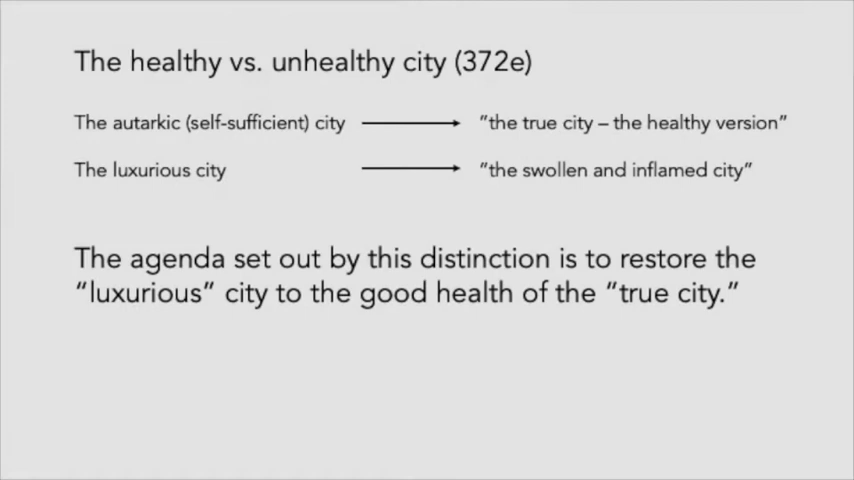 The healthy vs. unhealthy city (372e)
The autarkic (self-sufficient) city → "the true city – the healthy version"
The luxurious city → "the swollen and inflamed city"
The agenda set out by this distinction is to restore the
"luxurious" city to the good health of the "true city."